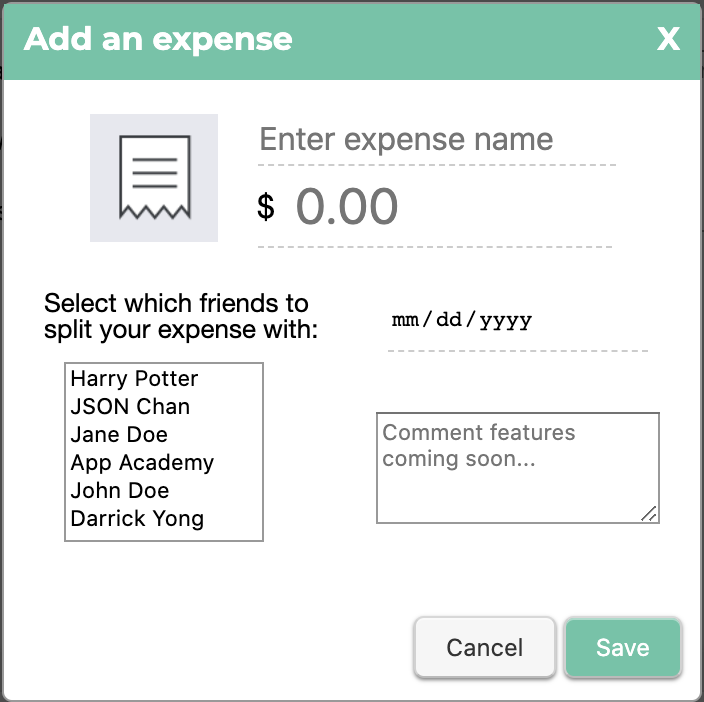 Add an expense X
Enter expense name
$ 0.00
Select which friends to
split your expense with:
mm/dd/yyyy
Harry Potter
JSON Chan
Jane Doe
App Academy
John Doe
Darrick Yong
Comment features
coming soon...
Cancel Save